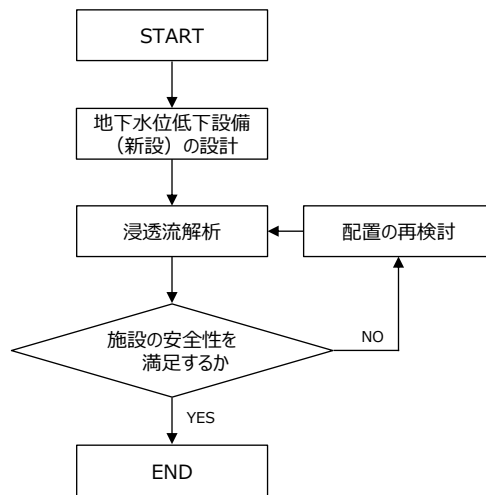 START
地下水位低下設備
（新設）の設計
浸透流解析
配置の再検討
施設の安全性を
満足するか
NO
YES
END